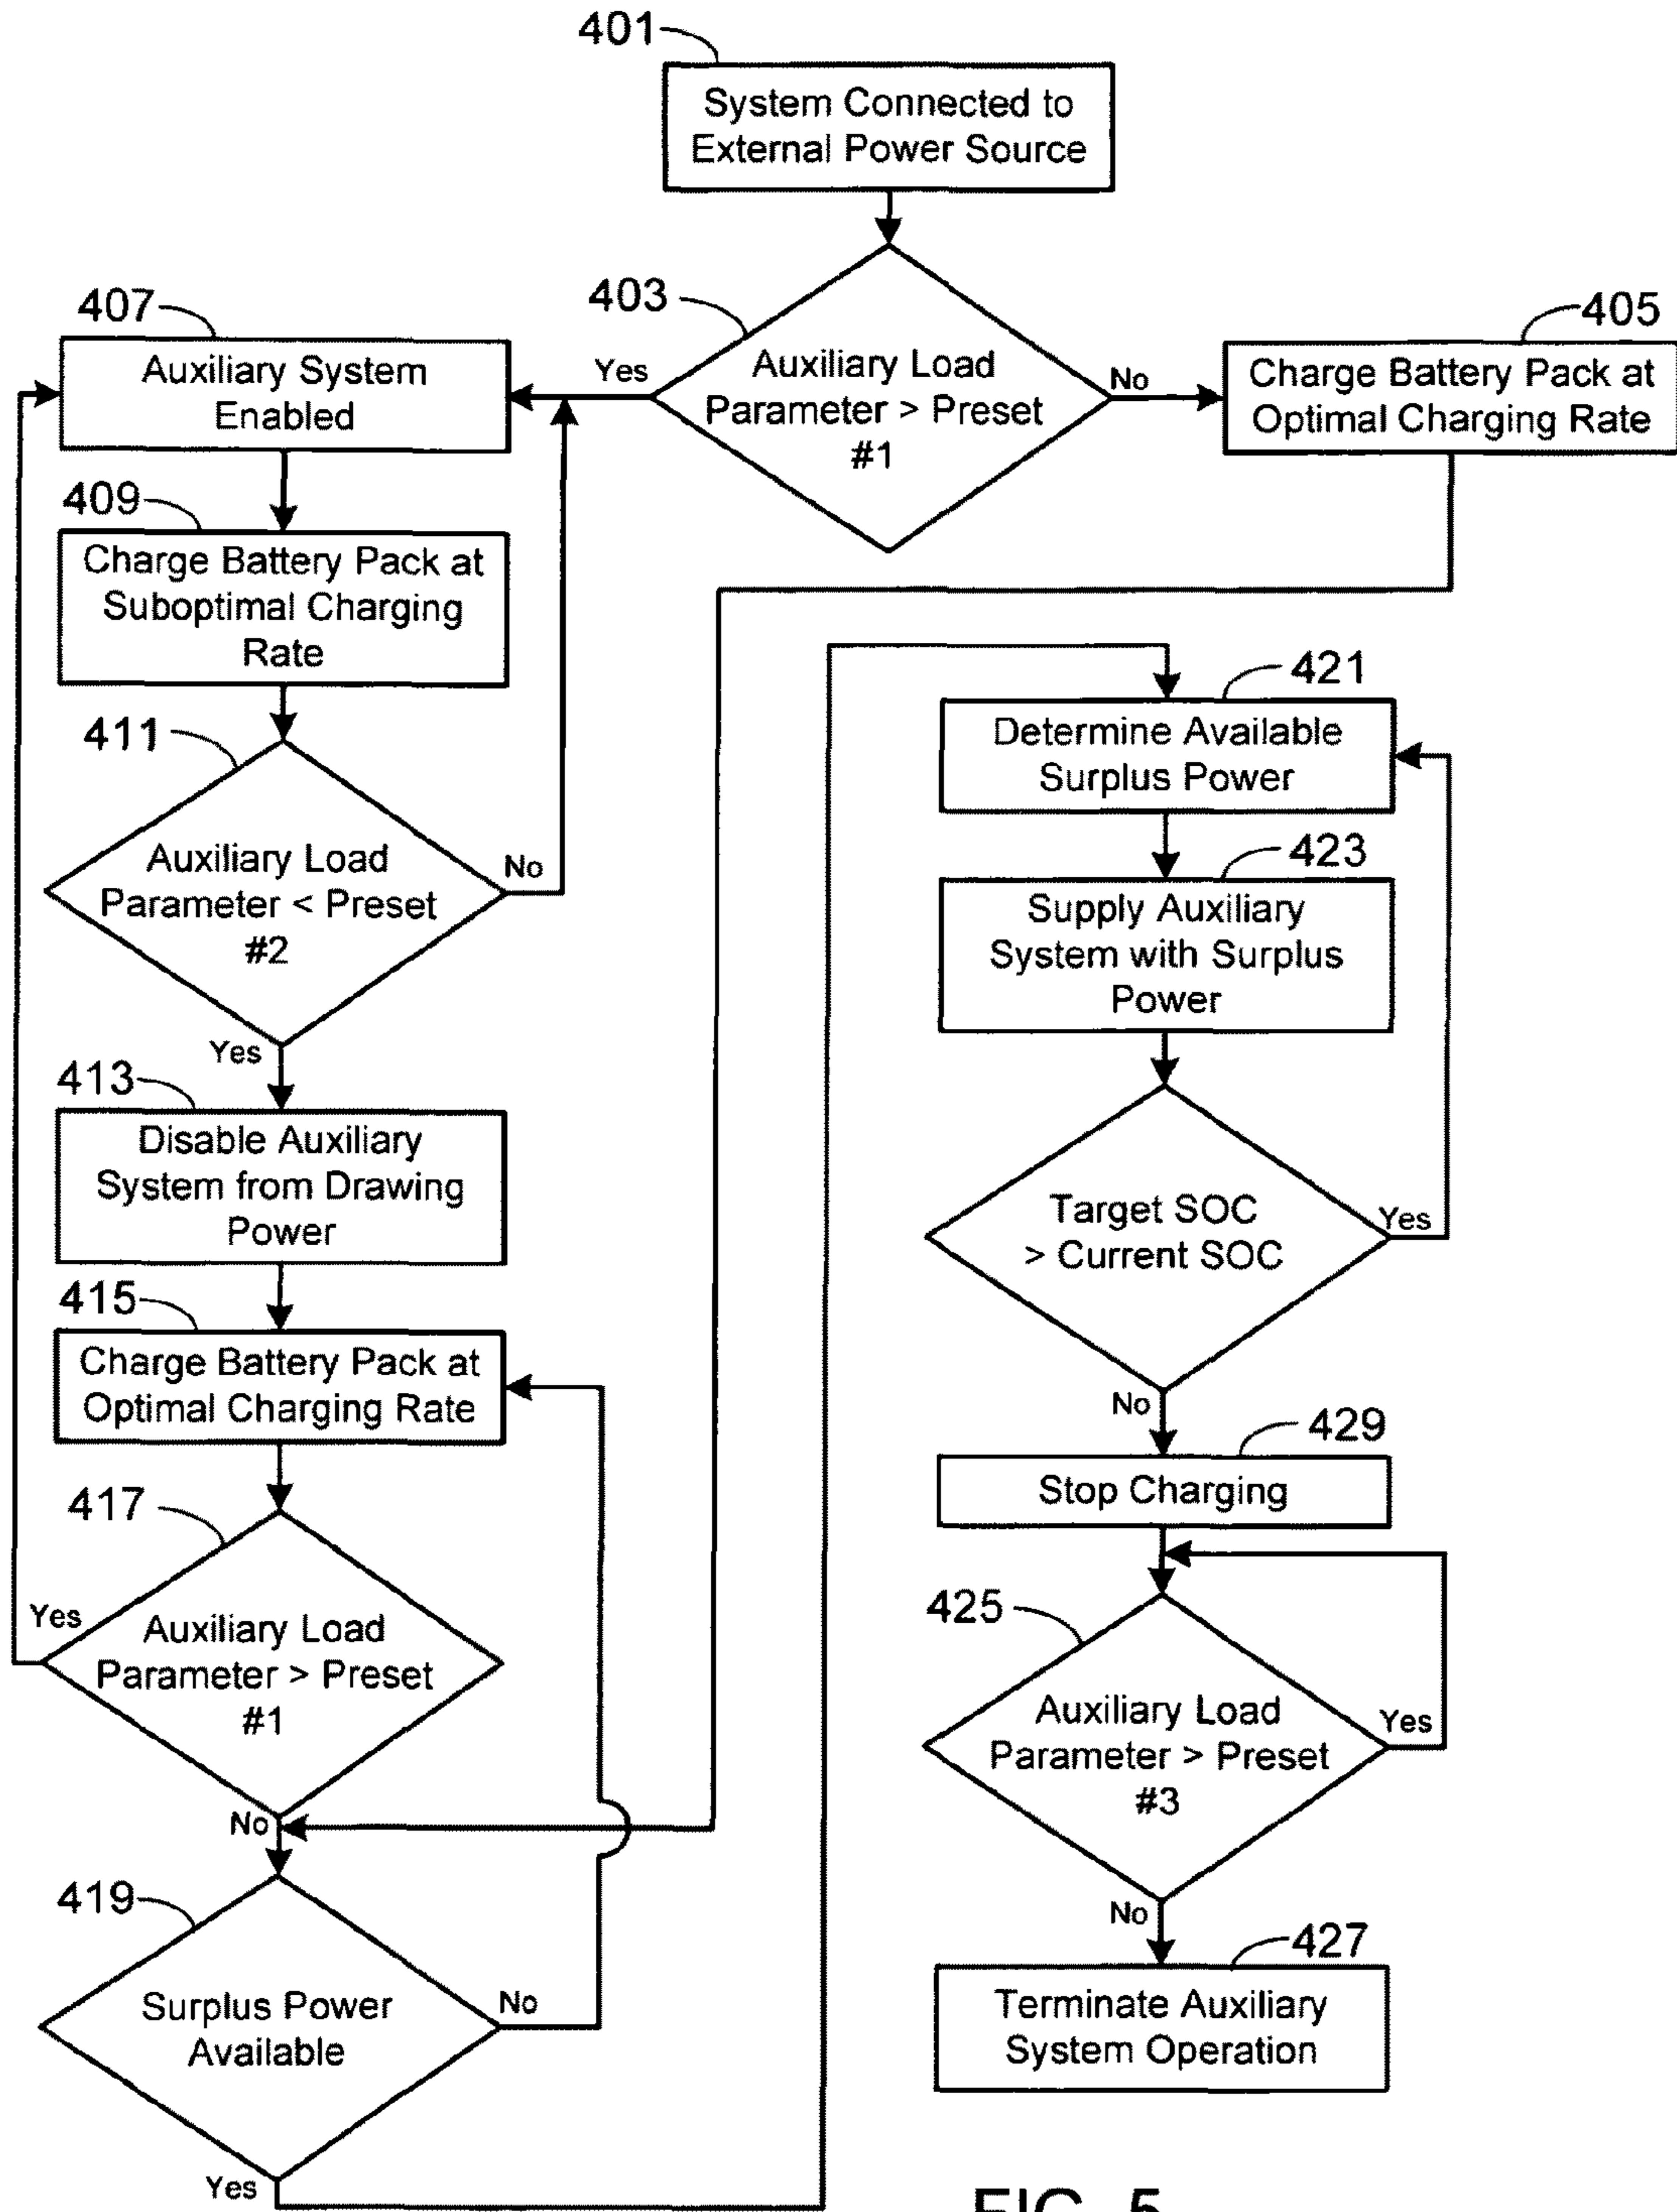 401
System Connected to
External Power Source
403
Auxiliary Load
Parameter > Preset
#1
Yes
No
405
Charge Battery Pack at
Optimal Charging Rate
407
Auxiliary System
Enabled
409
Charge Battery Pack at
Suboptimal Charging
Rate
411
Auxiliary Load
Parameter < Preset
#2
No
Yes
413
Disable Auxiliary
System from Drawing
Power
415
Charge Battery Pack at
Optimal Charging Rate
417
Yes
Auxiliary Load
Parameter > Preset
#1
No
419
Surplus Power
Available
No
Yes
421
Determine Available
Surplus Power
423
Supply Auxiliary
System with Surplus
Power
Target SOC
> Current SOC
Yes
No
429
Stop Charging
425
Auxiliary Load
Parameter > Preset
#3
Yes
No
427
Terminate Auxiliary
System Operation
FIG. 5